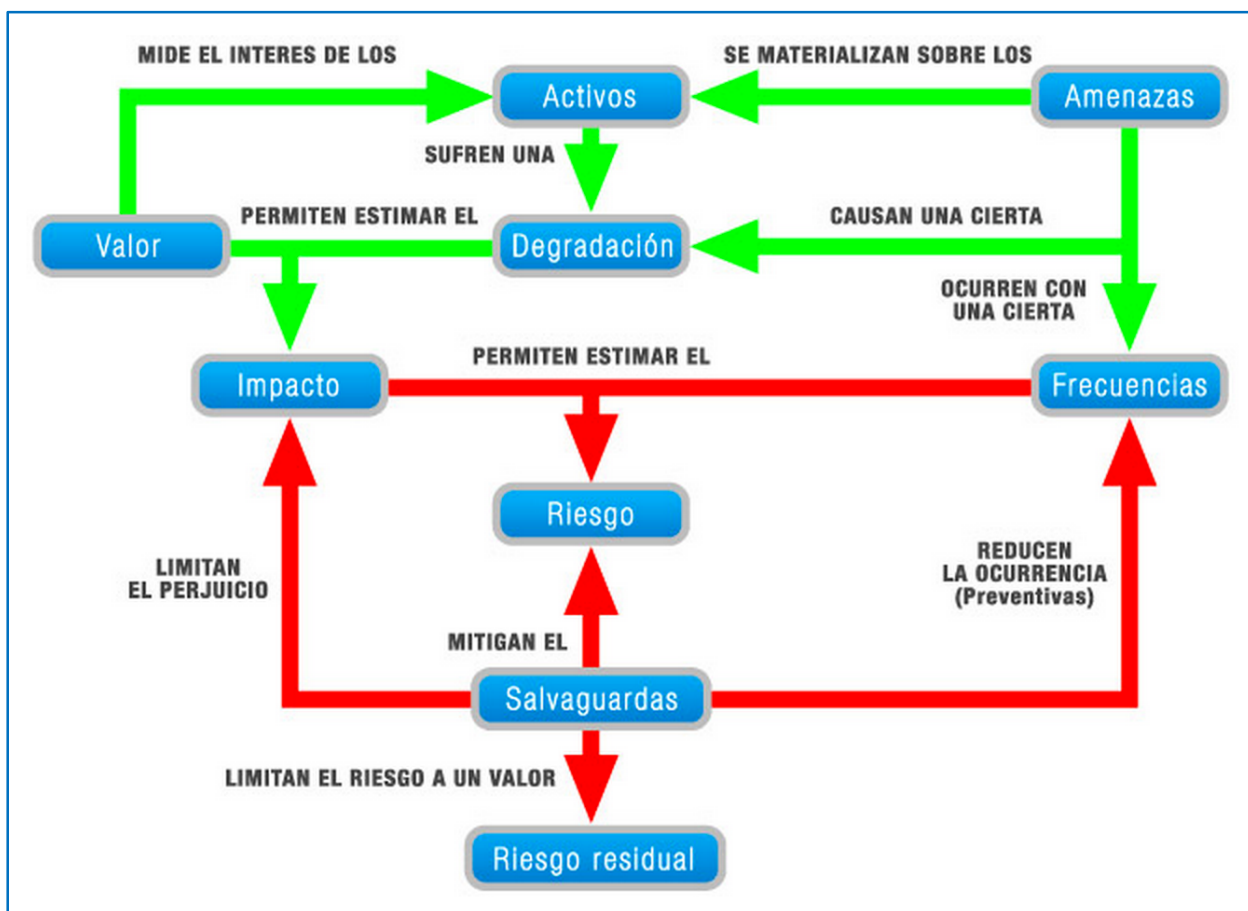 MIDE EL INTERES DE LOS
SE MATERIALIZAN SOBRE LOS
Activos
Amenazas
SUFREN UNA
PERMITEN ESTIMAR EL
CAUSAN UNA CIERTA
Valor
Degradación
OCURREN CON
UNA CIERTA
PERMITEN ESTIMAR EL
Impacto
Frecuencias
Riesgo
LIMITAN
EL PERJUICIO
REDUCEN
LA OCURRENCIA
(Preventivas)
MITIGAN EL
Salvaguardas
LIMITAN EL RIESGO A UN VALOR
Riesgo residual